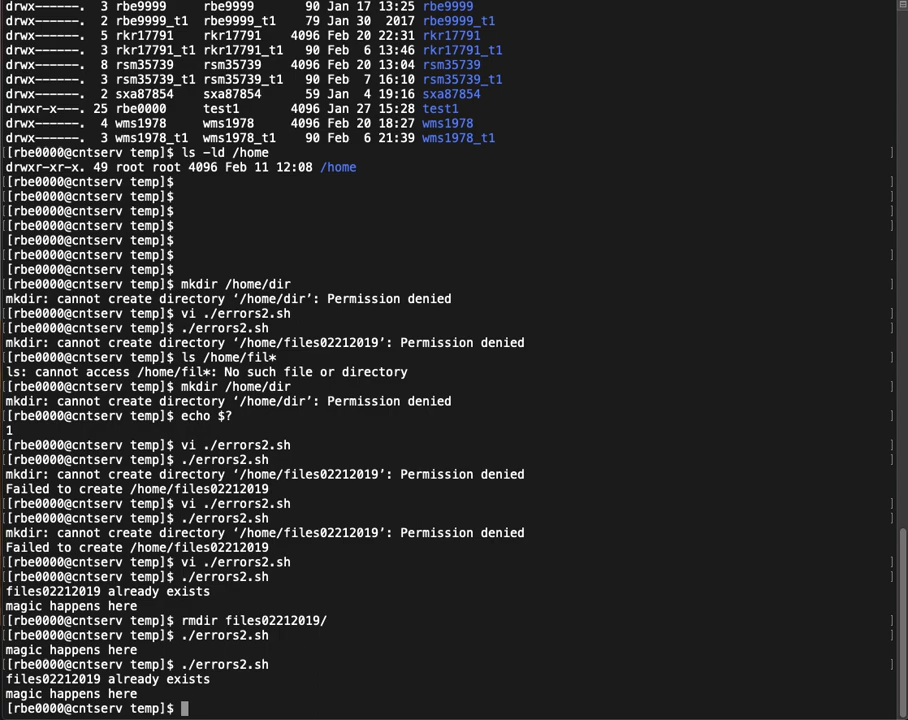 drwx------. 3 rbe9999 rbe9999 90 Jan 17 13:25 rbe9999
drwx------. 2 rbe9999_t1 rbe9999_t1 79 Jan 30 2017 rbe9999_t1
drwx------. 5 rkr17791 rkr17791 4096 Feb 20 22:31 rkr17791
drwx------. 3 rkr17791_t1 rkr17791_t1 90 Feb 6 13:46 rkr17791_t1
drwx------. 8 rsm35739 rsm35739 4096 Feb 20 13:04 rsm35739
drwx------. 3 rsm35739_t1 rsm35739_t1 90 Feb 7 16:10 rsm35739_t1
drwx------. 2 sxa87854 sxa87854 59 Jan 4 19:16 sxa87854
drwxr-x---. 25 rbe0000 test1 4096 Jan 27 15:28 test1
drwx------. 4 wms1978 wms1978 4096 Feb 20 18:27 wms1978
drwx------. 3 wms1978_t1 wms1978_t1 90 Feb 6 21:39 wms1978_t1
[rbe0000@cntserv temp]$ ls -ld /home
drwxr-xr-x. 49 root root 4096 Feb 11 12:08 /home
[rbe0000@cntserv temp]$
[rbe0000@cntserv temp]$
[rbe0000@cntserv temp]$
[rbe0000@cntserv temp]$
[rbe0000@cntserv temp]$
[rbe0000@cntserv temp]$
[rbe0000@cntserv temp]$
[rbe0000@cntserv temp]$ mkdir /home/dir
mkdir: cannot create directory ‘/home/dir’: Permission denied
[rbe0000@cntserv temp]$ vi ./errors2.sh
[rbe0000@cntserv temp]$ ./errors2.sh
mkdir: cannot create directory ‘/home/files02212019’: Permission denied
[rbe0000@cntserv temp]$ ls /home/fil*
ls: cannot access /home/fil*: No such file or directory
[rbe0000@cntserv temp]$ mkdir /home/dir
mkdir: cannot create directory ‘/home/dir’: Permission denied
[rbe0000@cntserv temp]$ echo $?
1
[rbe0000@cntserv temp]$ vi ./errors2.sh
[rbe0000@cntserv temp]$ ./errors2.sh
mkdir: cannot create directory ‘/home/files02212019’: Permission denied
Failed to create /home/files02212019
[rbe0000@cntserv temp]$ vi ./errors2.sh
[rbe0000@cntserv temp]$ ./errors2.sh
mkdir: cannot create directory ‘/home/files02212019’: Permission denied
Failed to create /home/files02212019
[rbe0000@cntserv temp]$ vi ./errors2.sh
[rbe0000@cntserv temp]$ ./errors2.sh
files02212019 already exists
magic happens here
[rbe0000@cntserv temp]$ rmdir files02212019/
[rbe0000@cntserv temp]$ ./errors2.sh
magic happens here
[rbe0000@cntserv temp]$ ./errors2.sh
files02212019 already exists
magic happens here
[rbe0000@cntserv temp]$